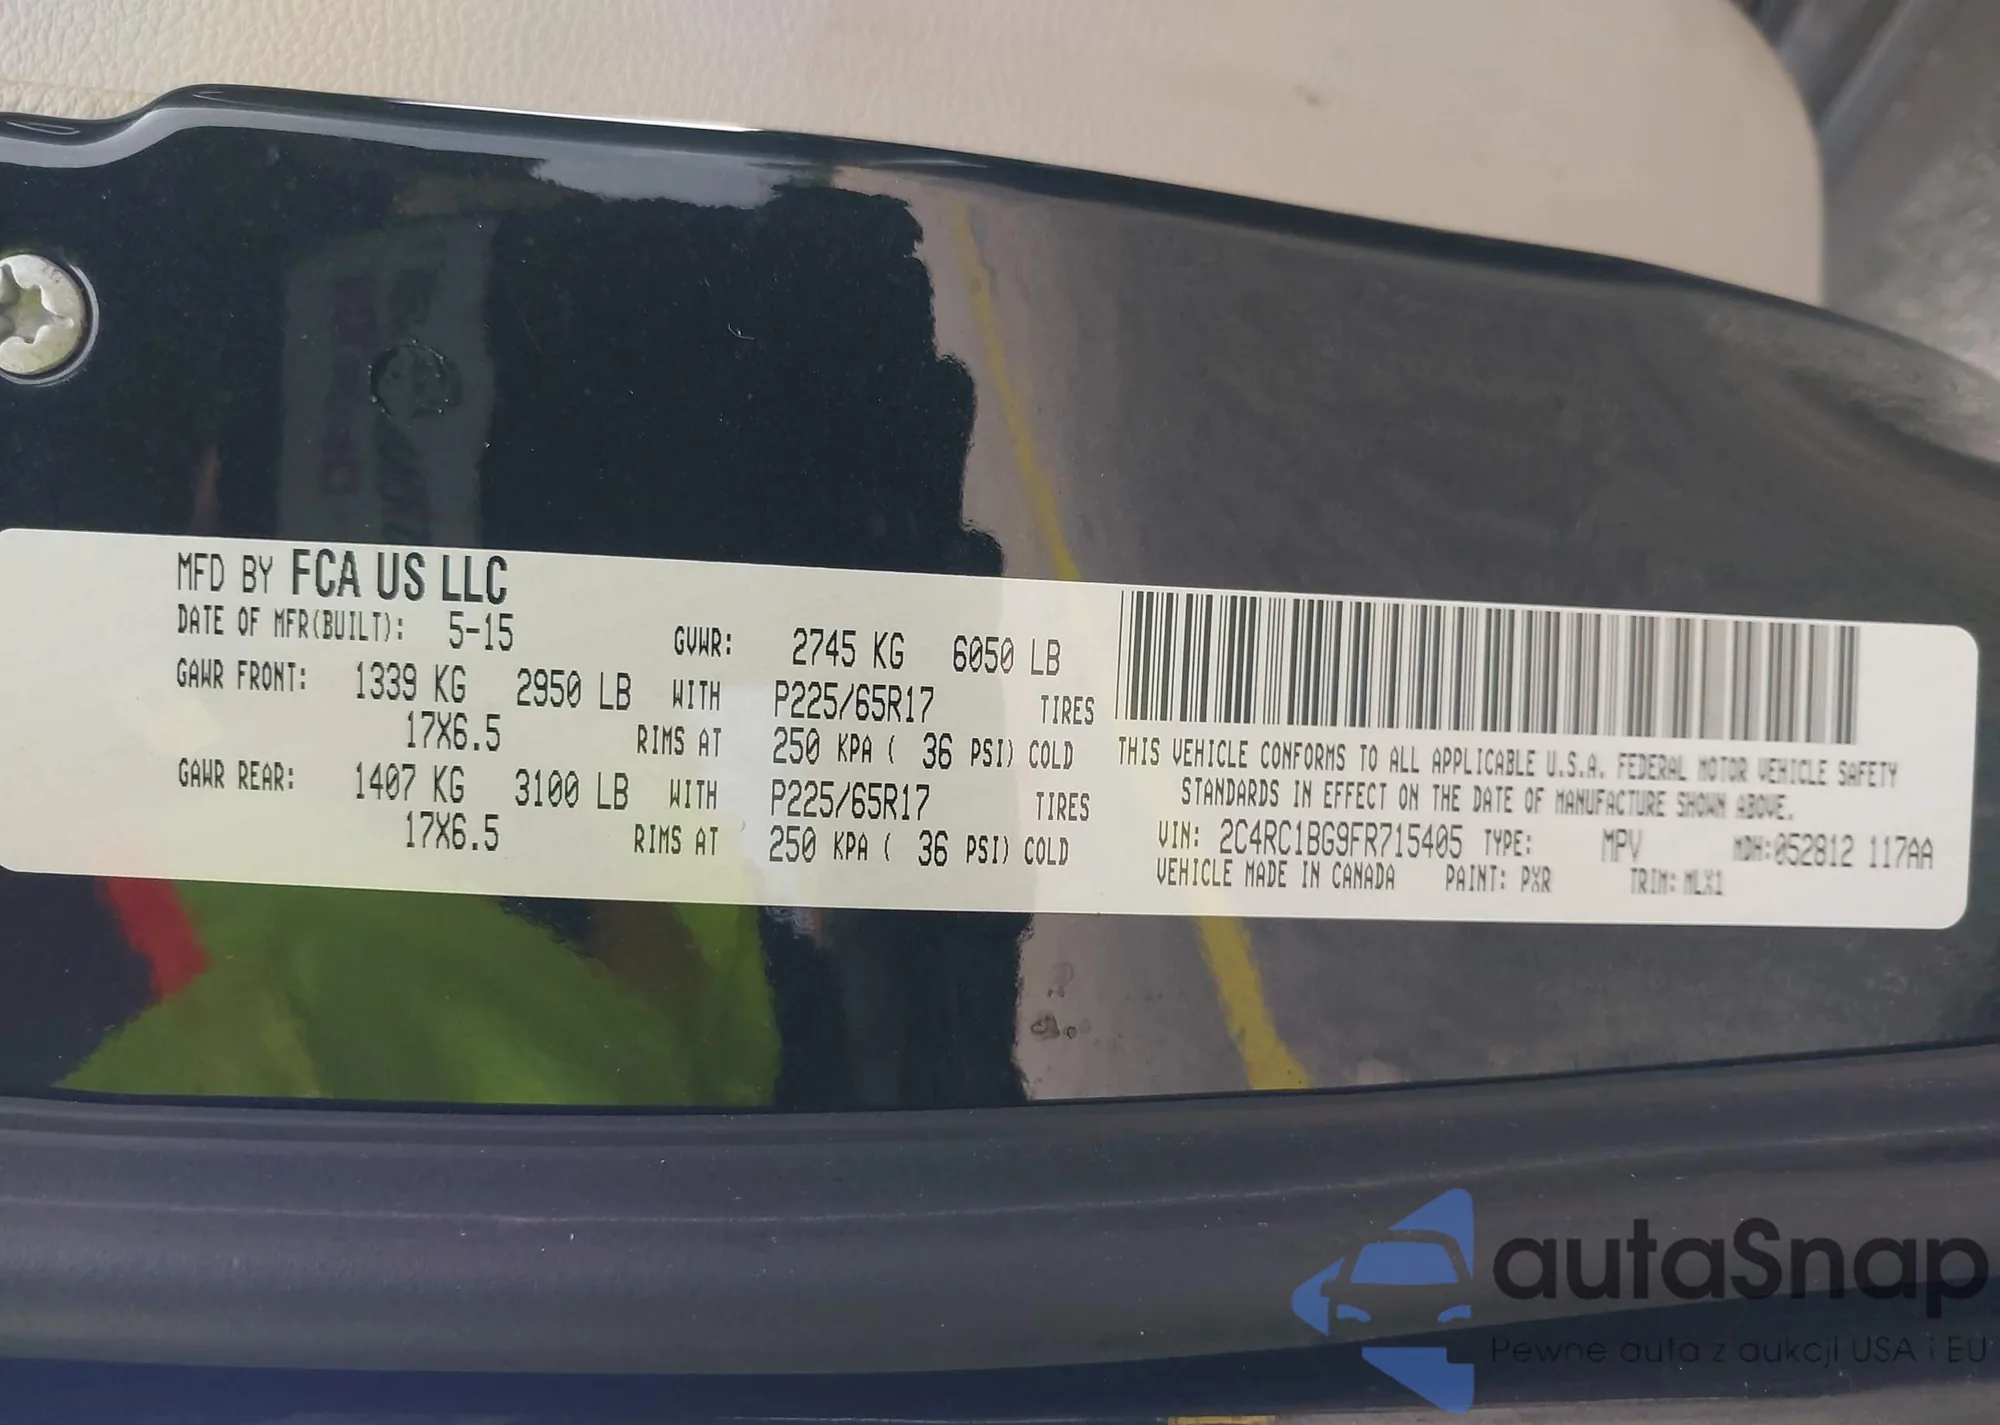 MFD BY FCA US LLC
DATE OF MFR(BUILT): 5-15 GVWR: 2745 KG 6050 LB
GAWR FRONT: 1339 KG 2950 LB WITH P225/65R17 TIRES
17X6.5 RIMS AT 250 KPA ( 36 PSI) COLD
GAWR REAR: 1407 KG 3100 LB WITH P225/65R17 TIRES
17X6.5 RIMS AT 250 KPA ( 36 PSI) COLD
THIS VEHICLE CONFORMS TO ALL APPLICABLE U.S.A. FEDERAL MOTOR VEHICLE SAFETY
STANDARDS IN EFFECT ON THE DATE OF MANUFACTURE SHOWN ABOVE.
VIN: 2C4RC1BG9FR715405 TYPE: MPV MDH:052812 117AA
VEHICLE MADE IN CANADA PAINT: PXR TRIM: MLX1
autaSnap
Pewne auta z aukcji USA i EU